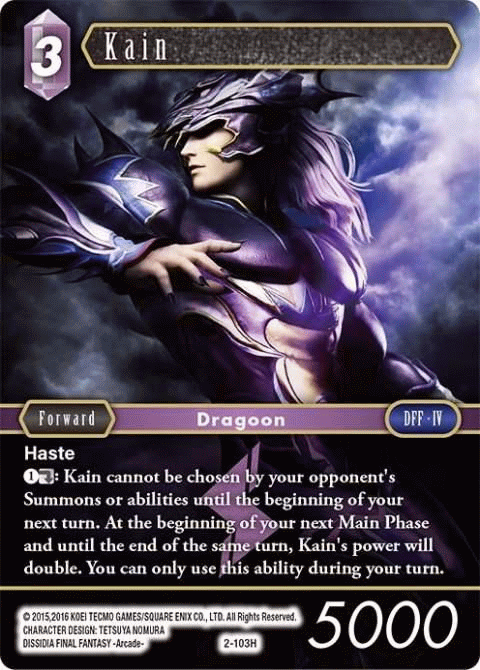 3
Kain
Forward
Dragoon
DFF · IV
Haste
1: Kain cannot be chosen by your opponent's
Summons or abilities until the beginning of your
next turn. At the beginning of your next Main Phase
and until the end of the same turn, Kain's power will
double. You can only use this ability during your turn.
© 2015,2016 KOEI TECMO GAMES/SQUARE ENIX CO., LTD. All Rights Reserved.
CHARACTER DESIGN: TETSUYA NOMURA
DISSIDIA FINAL FANTASY -Arcade-
2-103H
5000